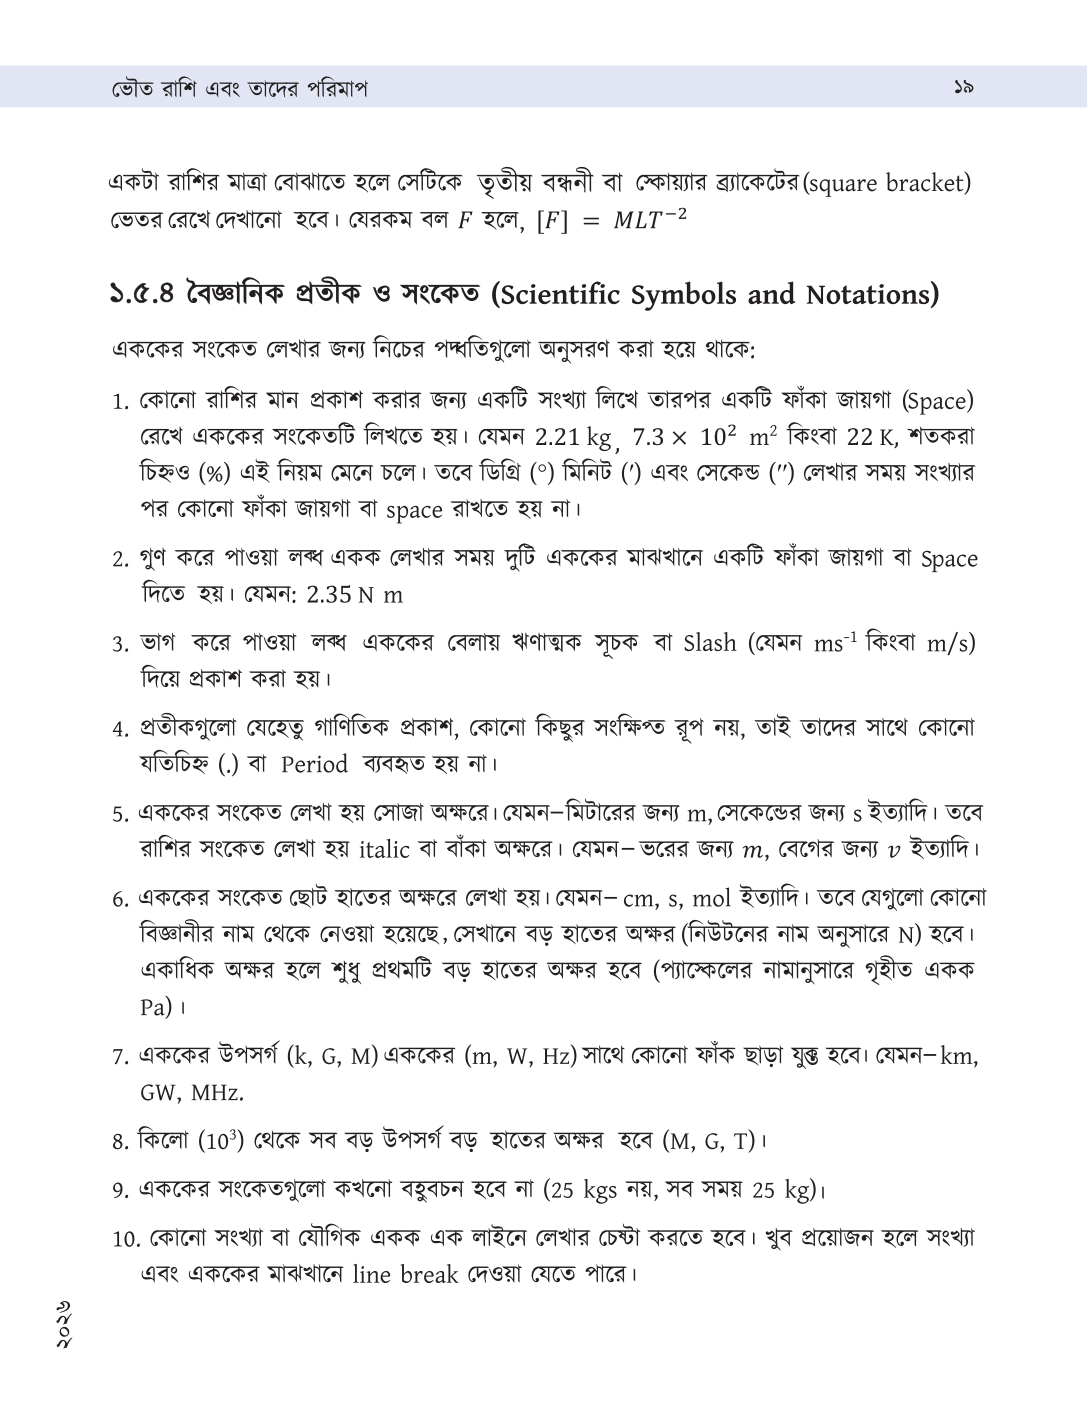 ভৌত রাশি এবং তাদের পরিমাপ ১৯
একটা রাশির মাত্রা বোঝাতে হলে সেটিকে তৃতীয় বন্ধনী বা স্কোয়্যার ব্র্যাকেটের (square bracket)
ভেতর রেখে দেখানো হবে। যেরকম বল F হলে, [F] = MLT⁻²
১.৫.৪ বৈজ্ঞানিক প্রতীক ও সংকেত (Scientific Symbols and Notations)
এককের সংকেত লেখার জন্য নিচের পদ্ধতিগুলো অনুসরণ করা হয়ে থাকে:
1. কোনো রাশির মান প্রকাশ করার জন্য একটি সংখ্যা লিখে তারপর একটি ফাঁকা জায়গা (Space)
রেখে এককের সংকেতটি লিখতে হয়। যেমন 2.21 kg, 7.3 × 10² m² কিংবা 22 K, শতকরা
চিহ্নও (%) এই নিয়ম মেনে চলে। তবে ডিগ্রি (°) মিনিট (′) এবং সেকেন্ড (″) লেখার সময় সংখ্যার
পর কোনো ফাঁকা জায়গা বা space রাখতে হয় না।
2. গুণ করে পাওয়া লব্ধ একক লেখার সময় দুটি এককের মাঝখানে একটি ফাঁকা জায়গা বা Space
দিতে হয়। যেমন: 2.35 N m
3. ভাগ করে পাওয়া লব্ধ এককের বেলায় ঋণাত্মক সূচক বা Slash (যেমন ms⁻¹ কিংবা m/s)
দিয়ে প্রকাশ করা হয়।
4. প্রতীকগুলো যেহেতু গাণিতিক প্রকাশ, কোনো কিছুর সংক্ষিপ্ত রূপ নয়, তাই তাদের সাথে কোনো
যতিচিহ্ন (.) বা Period ব্যবহৃত হয় না।
5. এককের সংকেত লেখা হয় সোজা অক্ষরে। যেমন–মিটারের জন্য m, সেকেন্ডের জন্য s ইত্যাদি। তবে
রাশির সংকেত লেখা হয় italic বা বাঁকা অক্ষরে। যেমন– ভরের জন্য m, বেগের জন্য v ইত্যাদি।
6. এককের সংকেত ছোট হাতের অক্ষরে লেখা হয়। যেমন– cm, s, mol ইত্যাদি। তবে যেগুলো কোনো
বিজ্ঞানীর নাম থেকে নেওয়া হয়েছে, সেখানে বড় হাতের অক্ষর (নিউটনের নাম অনুসারে N) হবে।
একাধিক অক্ষর হলে শুধু প্রথমটি বড় হাতের অক্ষর হবে (প্যাস্কেলের নামানুসারে গৃহীত একক
Pa)।
7. এককের উপসর্গ (k, G, M) এককের (m, W, Hz) সাথে কোনো ফাঁক ছাড়া যুক্ত হবে। যেমন– km,
GW, MHz.
8. কিলো (10³) থেকে সব বড় উপসর্গ বড় হাতের অক্ষর হবে (M, G, T)।
9. এককের সংকেতগুলো কখনো বহুবচন হবে না (25 kgs নয়, সব সময় 25 kg)।
10. কোনো সংখ্যা বা যৌগিক একক এক লাইনে লেখার চেষ্টা করতে হবে। খুব প্রয়োজন হলে সংখ্যা
এবং এককের মাঝখানে line break দেওয়া যেতে পারে।
২০২৬